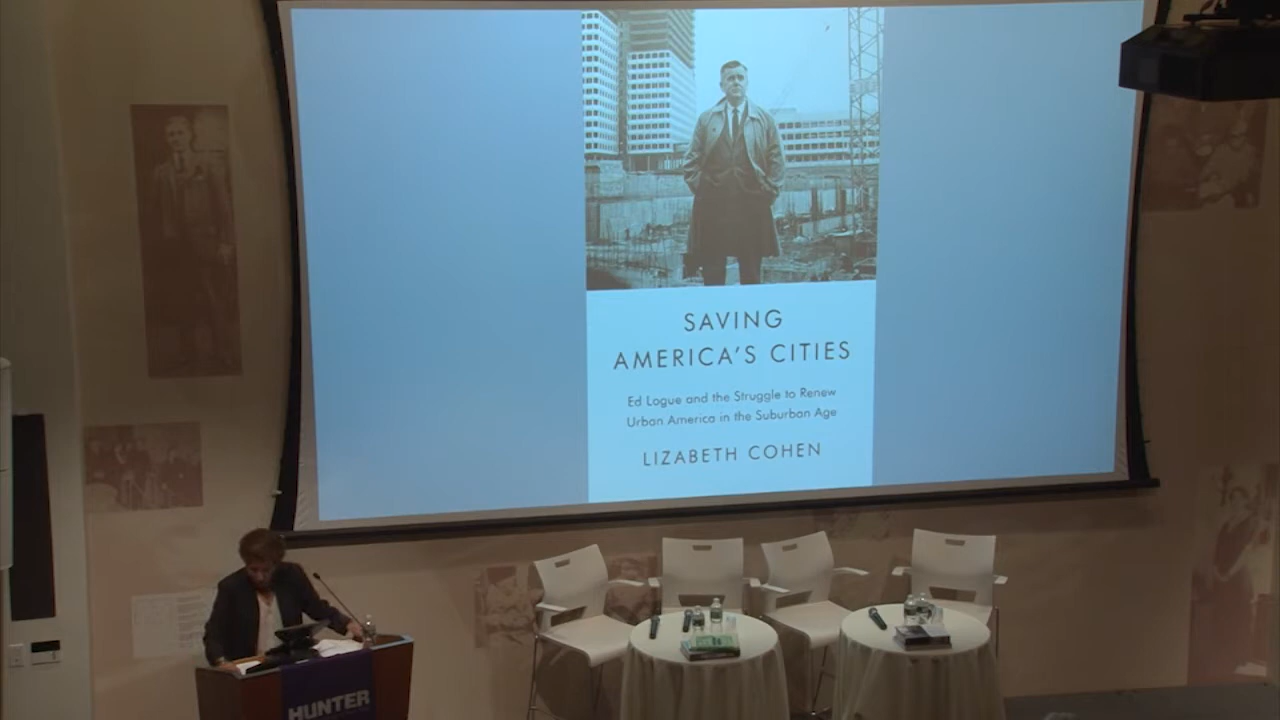 SAVING
AMERICA'S CITIES
Ed Logue and the Struggle to Renew
Urban America in the Suburban Age
LIZABETH COHEN
HUNTER